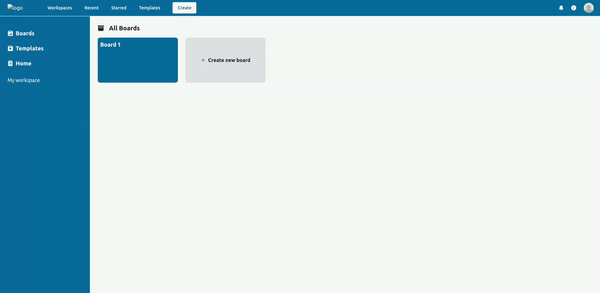 logo
Workspaces
Recent
Starred
Templates
Create
Boards
Templates
Home
My workspace
All Boards
Board 1
+ Create new board